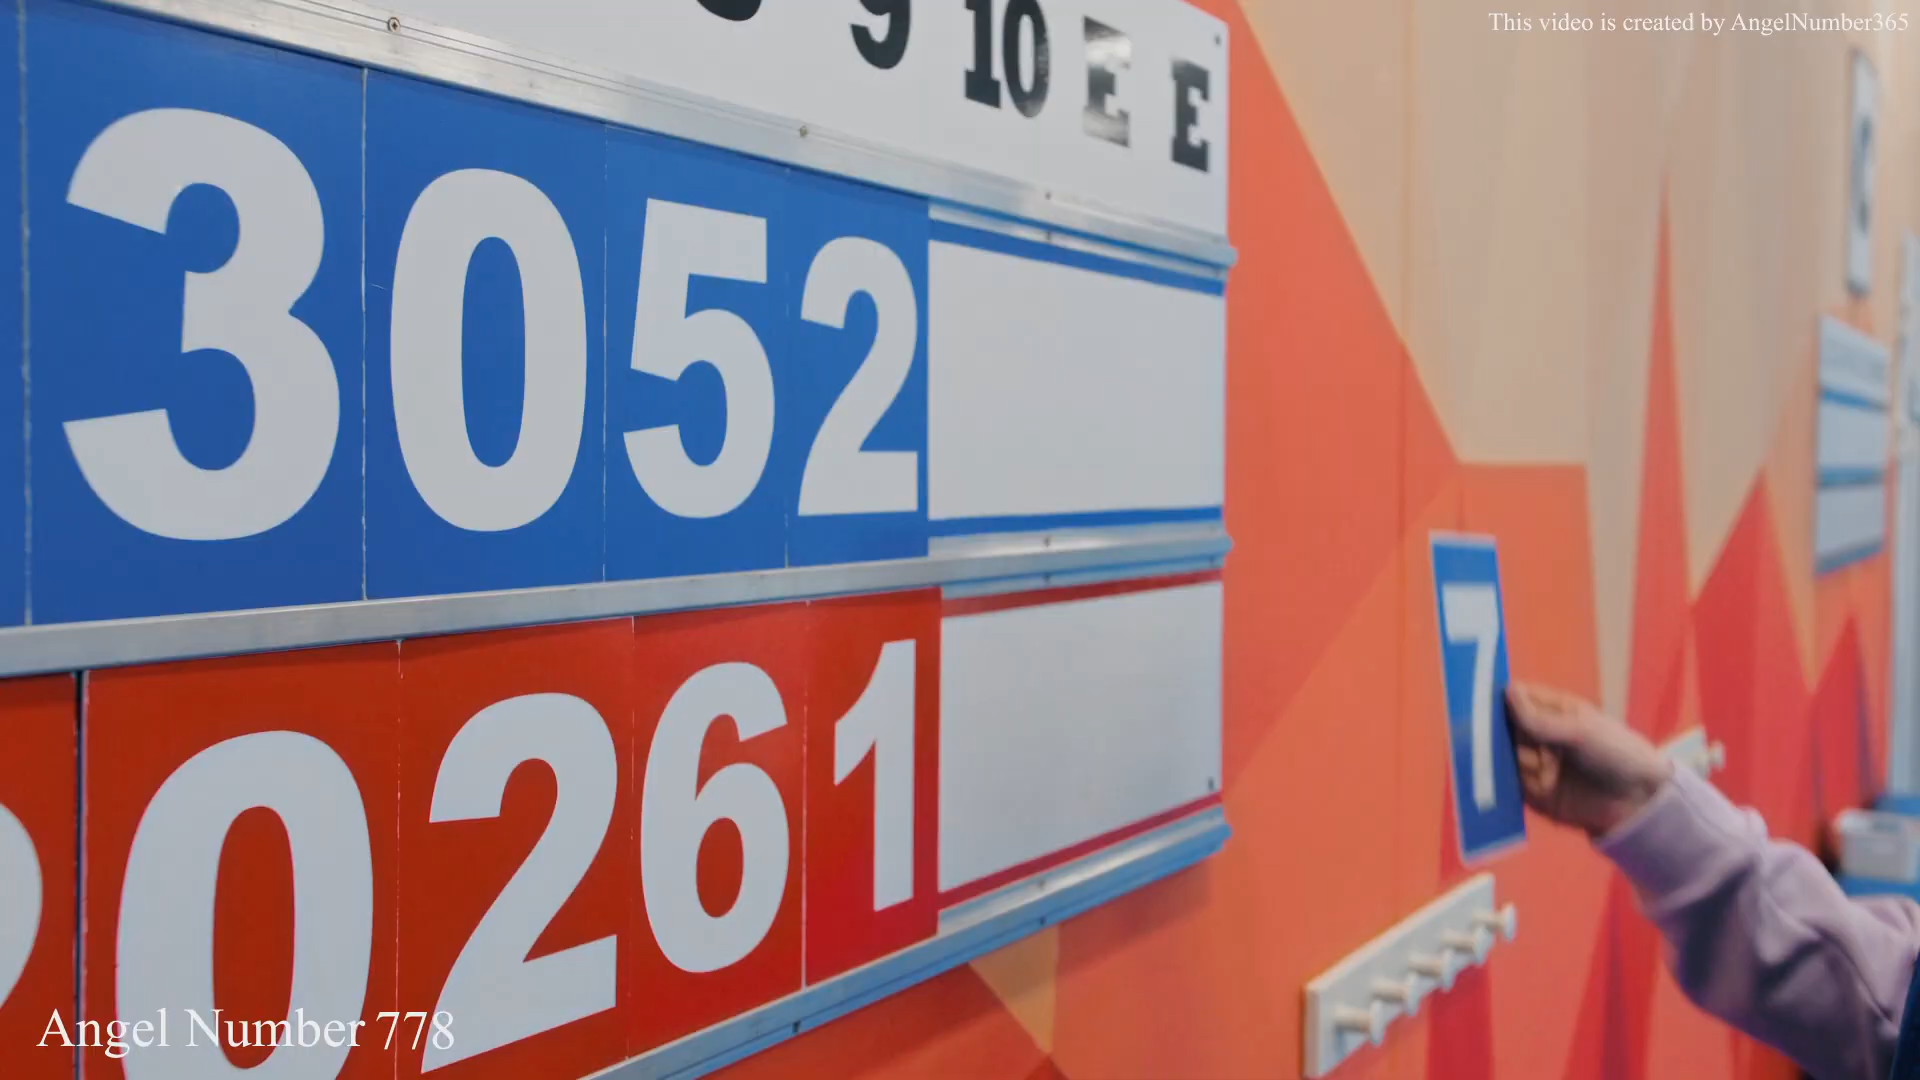 This video is created by AngelNumber365
9 10 E E
3052
7
0261
Angel Number 778